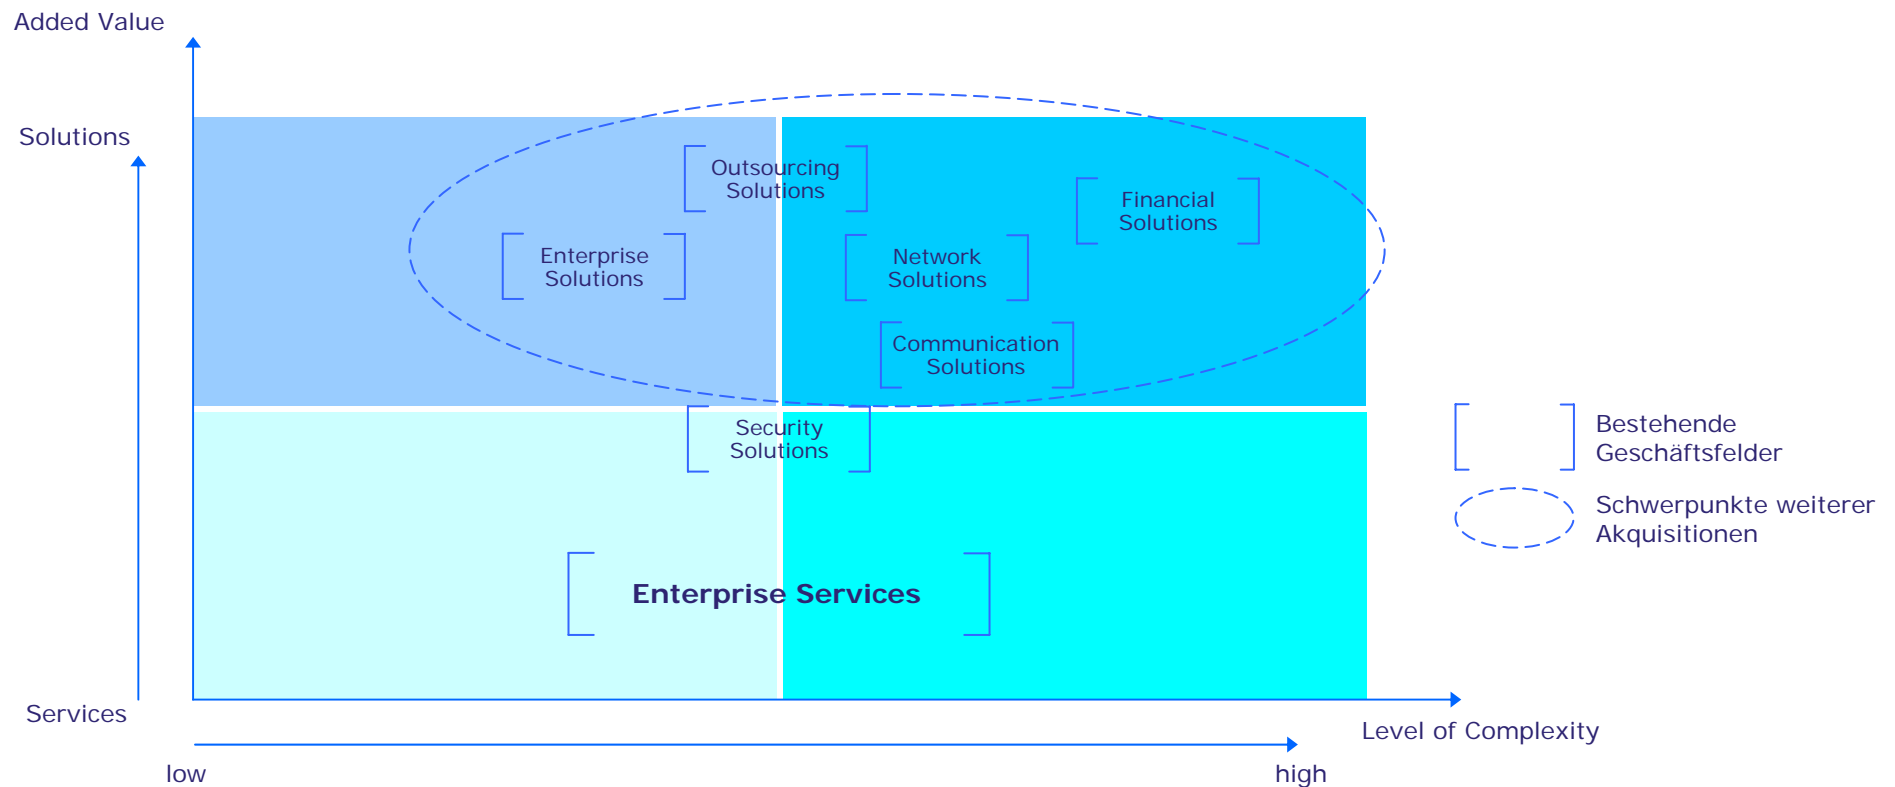 Added Value
Solutions
Outsourcing
Solutions
Financial
Solutions
Enterprise
Solutions
Network
Solutions
Communication
Solutions
Security
Solutions
Bestehende
Geschäftsfelder
Schwerpunkte weiterer
Akquisitionen
Enterprise Services
Services
Level of Complexity
low
high